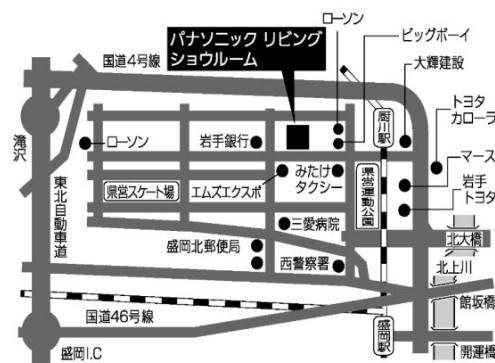 ローソン
パナソニック リビング
ショウルーム
ビッグボーイ
国道4号線
大輝建設
厨川駅
トヨタ
カローラ
滝沢
ローソン
岩手銀行
マース
みたけ
タクシー
県営スケート場
エムズエクスポ
県営運動公園
岩手
トヨタ
東北自動車道
三愛病院
盛岡北郵便局
北大橋
西警察署
北上川
館坂橋
国道46号線
盛岡駅
盛岡I.C
開運橋